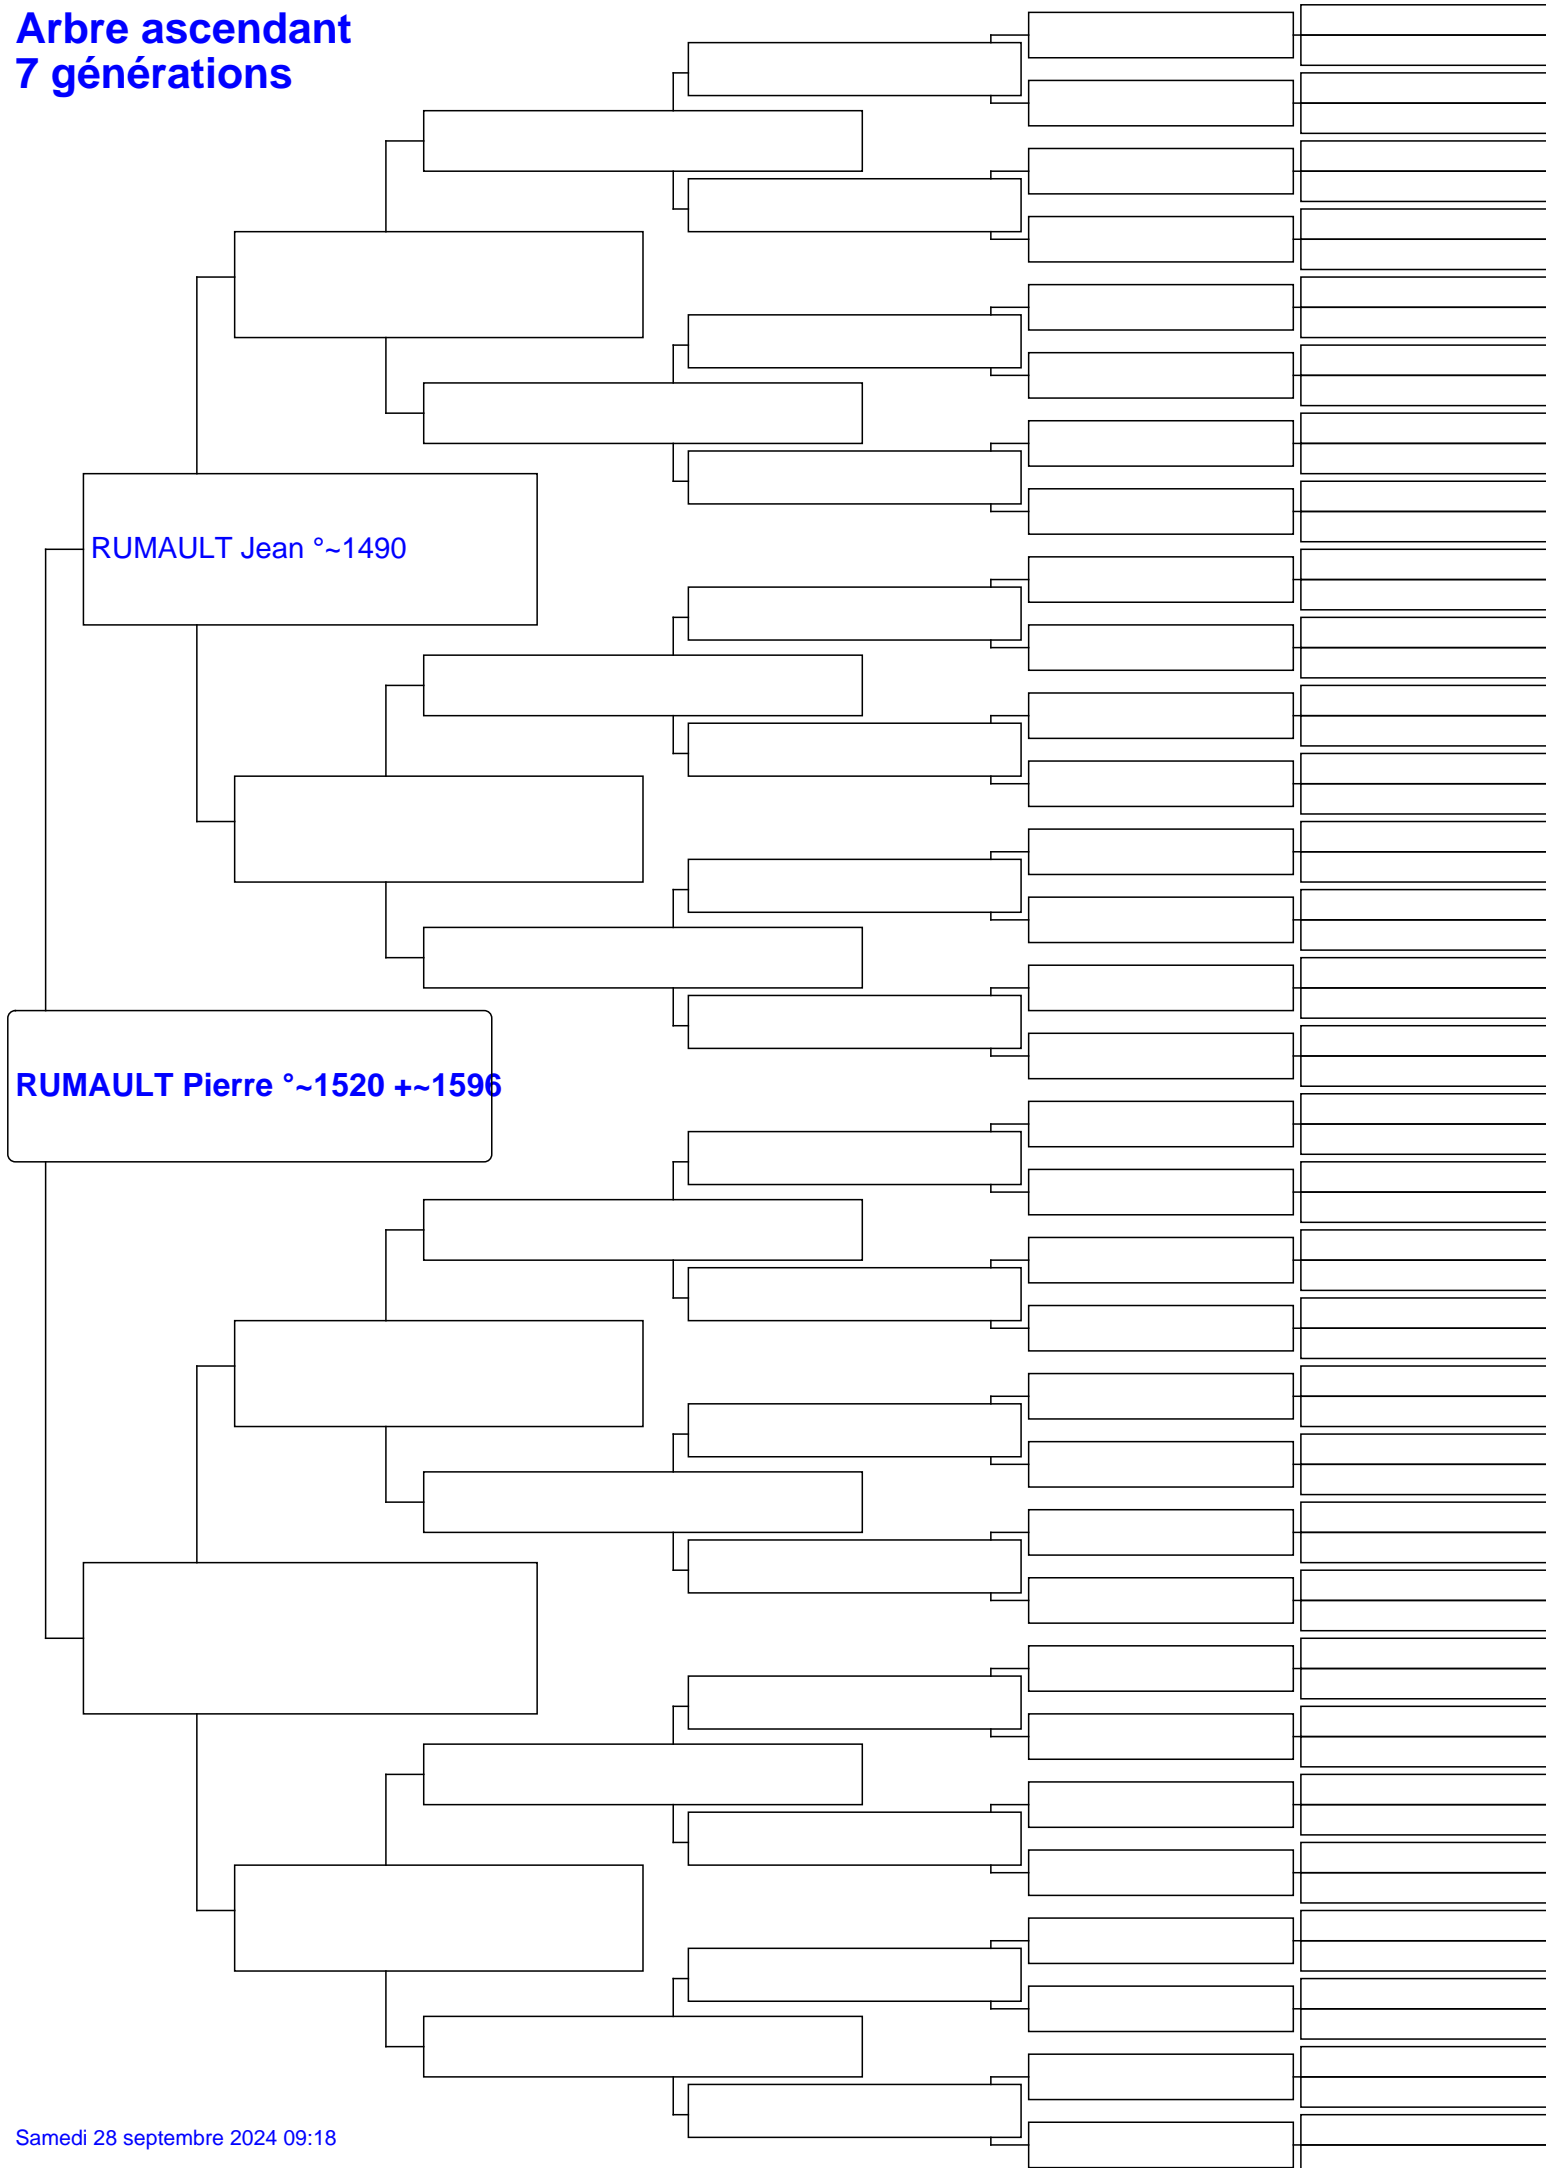 Arbre ascendant
7 générations
RUMAULT Jean °~1490
RUMAULT Pierre °~1520 +~1596
Samedi 28 septembre 2024 09:18